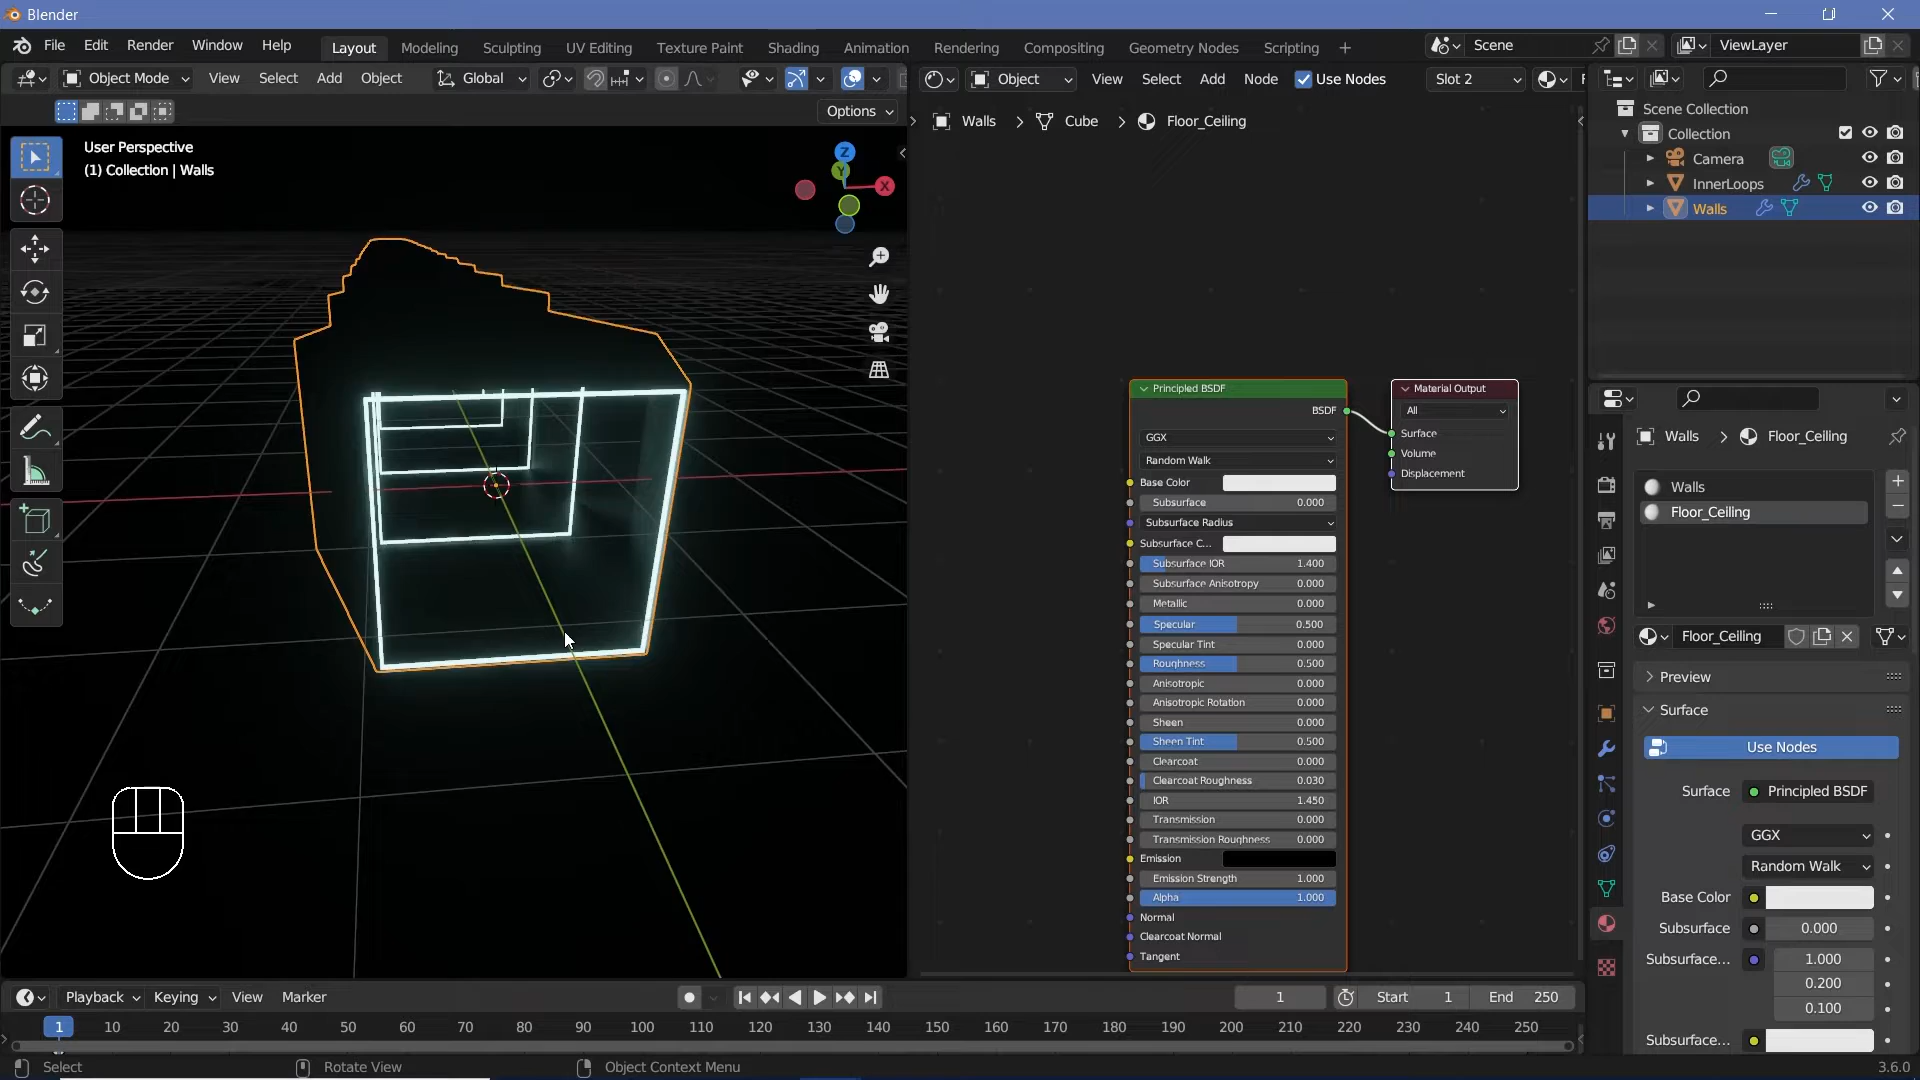 Blender
File Edit Render Window Help
Layout Modeling Sculpting UV Editing Texture Paint Shading Animation Rendering Compositing Geometry Nodes Scripting +
Scene
ViewLayer
Object Mode View Select Add Object Global
Object View Select Add Node Use Nodes Slot 2
Options
User Perspective
(1) Collection | Walls
Z
Y
X
Walls > Cube > Floor_Ceiling
Scene Collection
Collection
Camera
InnerLoops
Walls
Principled BSDF
BSDF
GGX
Random Walk
Base Color
Subsurface 0.000
Subsurface Radius
Subsurface C...
Subsurface IOR 1.400
Subsurface Anisotropy 0.000
Metallic 0.000
Specular 0.500
Specular Tint 0.000
Roughness 0.500
Anisotropic 0.000
Anisotropic Rotation 0.000
Sheen 0.000
Sheen Tint 0.500
Clearcoat 0.000
Clearcoat Roughness 0.030
IOR 1.450
Transmission 0.000
Transmission Roughness 0.000
Emission
Emission Strength 1.000
Alpha 1.000
Normal
Clearcoat Normal
Tangent
Material Output
All
Surface
Volume
Displacement
Walls > Floor_Ceiling
Walls
Floor_Ceiling
Floor_Ceiling
Preview
Surface
Use Nodes
Surface Principled BSDF
GGX
Random Walk
Base Color
Subsurface 0.000
Subsurface... 1.000
0.200
0.100
Subsurface...
Playback Keying View Marker
1 Start 1 End 250
1 10 20 30 40 50 60 70 80 90 100 110 120 130 140 150 160 170 180 190 200 210 220 230 240 250
Select Rotate View Object Context Menu 3.6.0